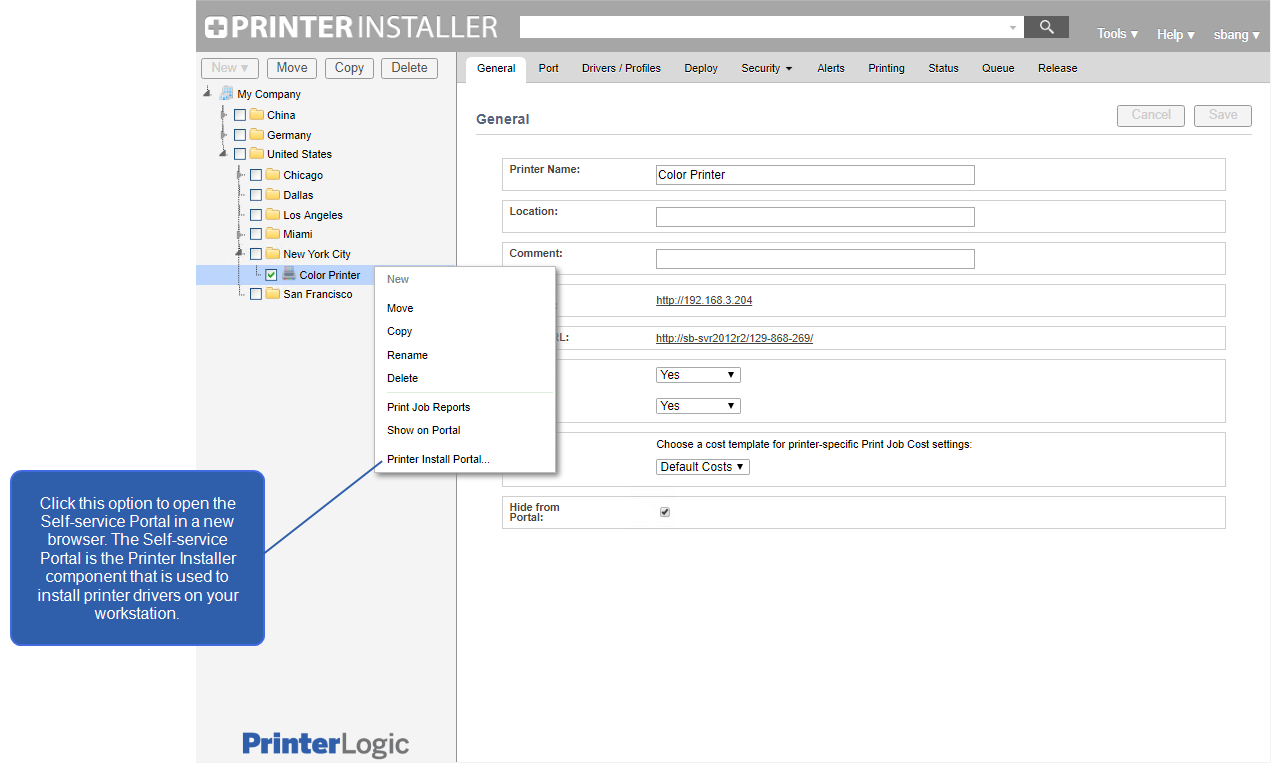 PRINTER INSTALLER
Tools ▾ Help ▾ sbang ▾
New ▾ Move Copy Delete
General Port Drivers / Profiles Deploy Security Alerts Printing Status Queue Release
My Company
China
Germany
United States
Chicago
Dallas
Los Angeles
Miami
New York City
Color Printer
San Francisco
New
Move
Copy
Rename
Delete
Print Job Reports
Show on Portal
Printer Install Portal...
General
Cancel Save
Printer Name: Color Printer
Location:
Comment:
http://192.168.3.204
L: http://sb-svr2012r2/129-868-269/
Yes
Yes
Choose a cost template for printer-specific Print Job Cost settings:
Default Costs
Hide from
Portal:
Click this option to open the
Self-service Portal in a new
browser. The Self-service
Portal is the Printer Installer
component that is used to
install printer drivers on your
workstation.
PrinterLogic